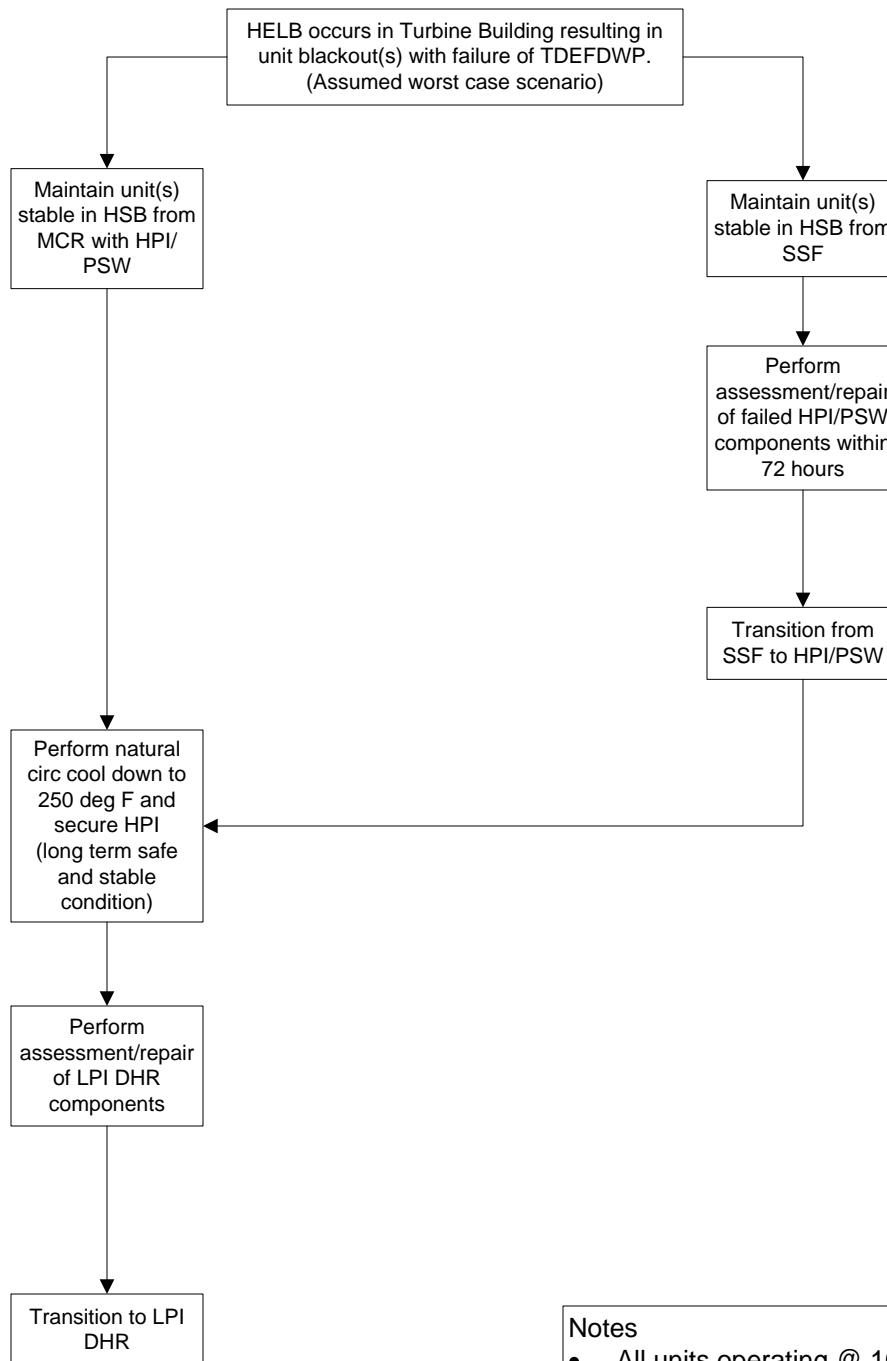 HELB occurs in Turbine Building resulting in
unit blackout(s) with failure of TDEFDWP.
(Assumed worst case scenario)
Maintain unit(s)
stable in HSB from
MCR with HPI/
PSW
Maintain unit(s)
stable in HSB from
SSF
Perform
assessment/repair
of failed HPI/PSW
components within
72 hours
Transition from
SSF to HPI/PSW
Perform natural
circ cool down to
250 deg F and
secure HPI
(long term safe
and stable
condition)
Perform
assessment/repair
of LPI DHR
components
Transition to LPI
DHR
Notes
• All units operating @